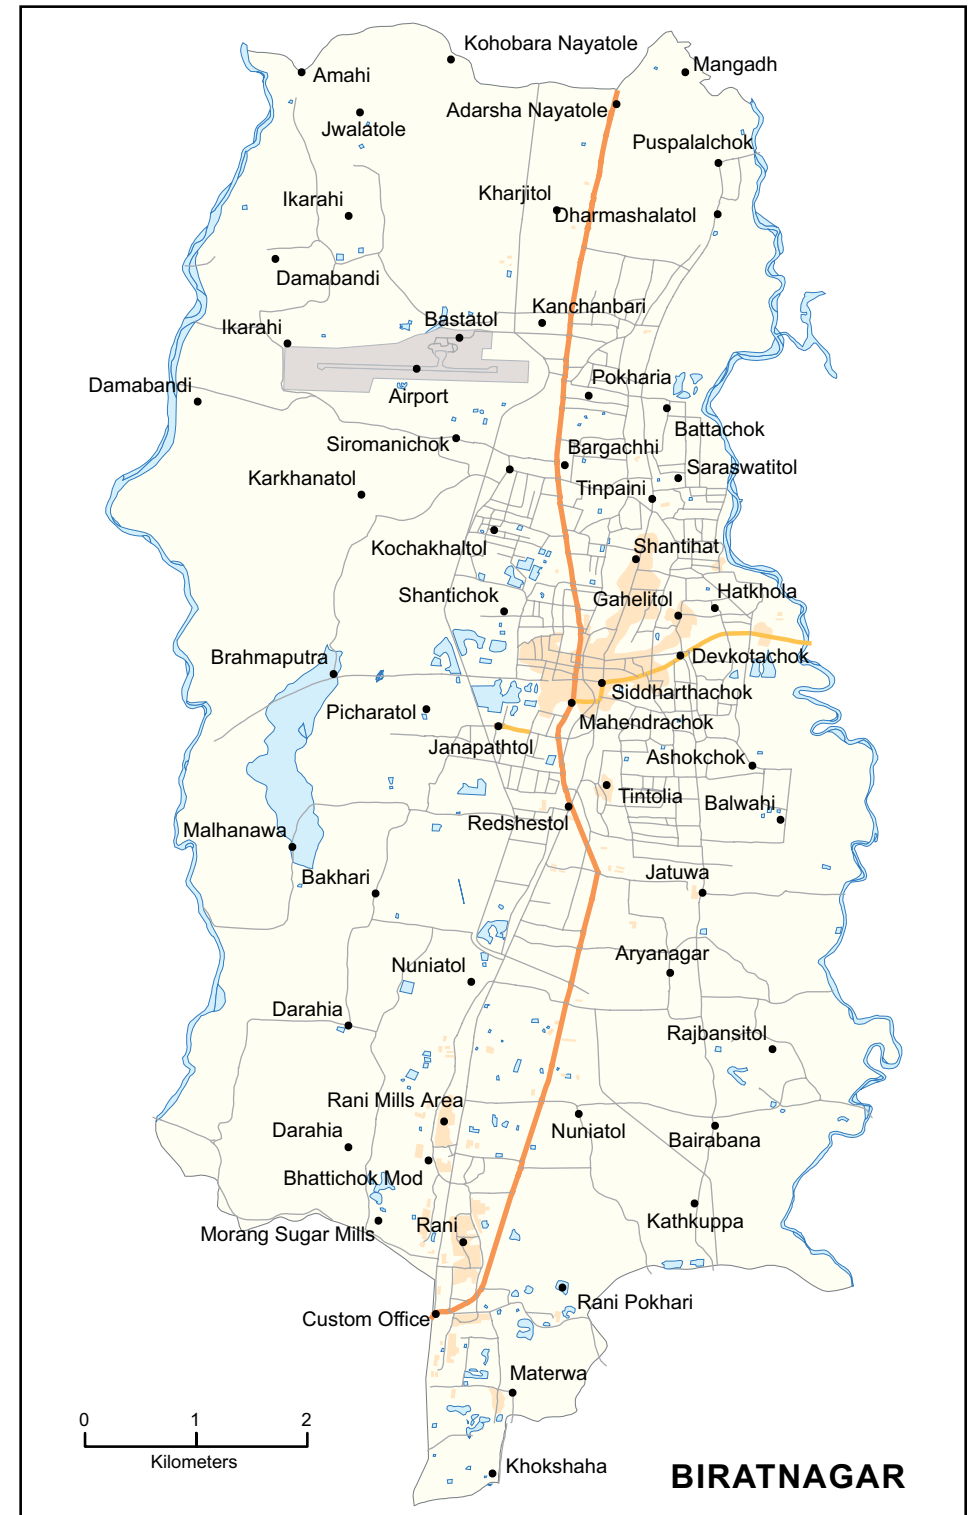 Kohobara Nayatole
Mangadh
Amahi
Adarsha Nayatole
Jwalatole
Puspalalchok
Kharjitol
Ikarahi
Dharmashalatol
Damabandi
Kanchanbari
Bastatol
Ikarahi
Pokharia
Damabandi
Airport
Battachok
Siromanichok
Bargachhi
Saraswatitol
Karkhanatol
Tinpaini
Kochakhaltol
Shantihat
Hatkhola
Shantichok
Gahelitol
Brahmaputra
Devkotachok
Siddharthachok
Picharatol
Mahendrachok
Janapathtol
Ashokchok
Tintolia
Balwahi
Redshestol
Malhanawa
Bakhari
Jatuwa
Aryanagar
Nuniatol
Darahia
Rajbansitol
Rani Mills Area
Darahia
Nuniatol
Bairabana
Bhattichok Mod
Kathkuppa
Morang Sugar Mills
Rani
Rani Pokhari
Custom Office
Materwa
0 1 2
Kilometers
Khokshaha
BIRATNAGAR